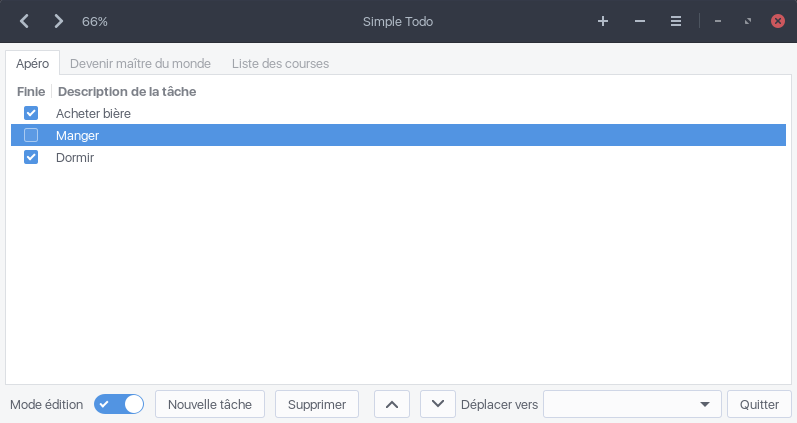 66% Simple Todo
Apéro Devenir maître du monde Liste des courses
Finie Description de la tâche
Acheter bière
Manger
Dormir
Mode édition Nouvelle tâche Supprimer Déplacer vers Quitter